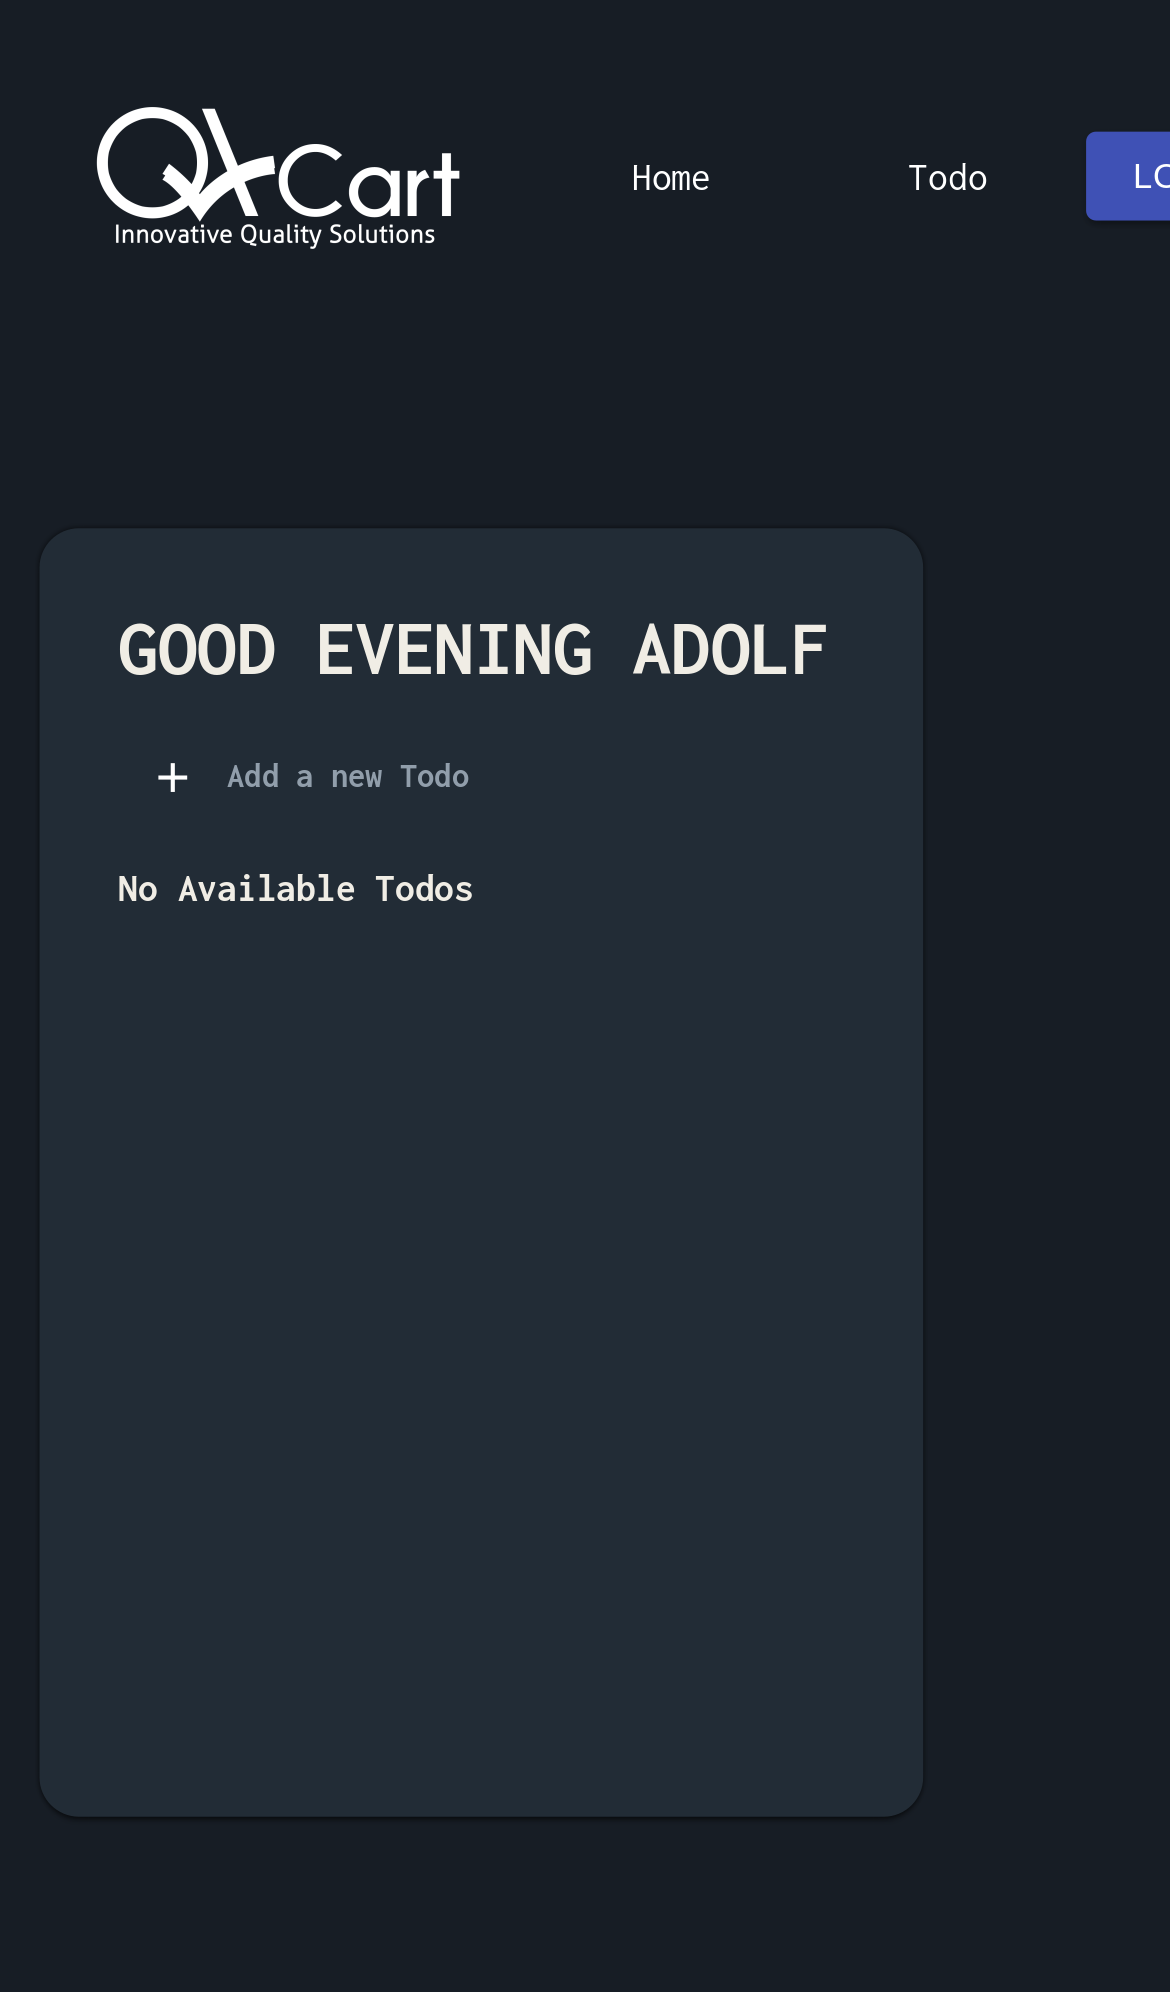 QACart
Innovative Quality Solutions
Home
Todo
LO
GOOD EVENING ADOLF
+ Add a new Todo
No Available Todos